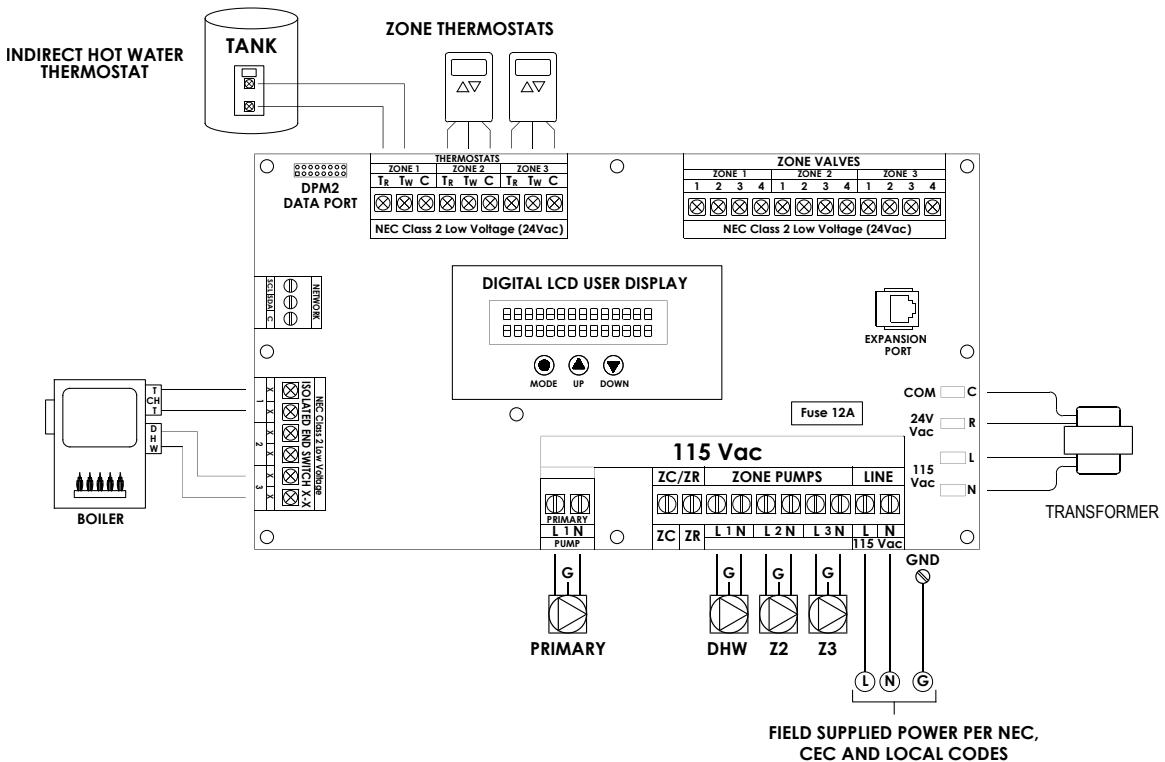 INDIRECT HOT WATER
THERMOSTAT
TANK
ZONE THERMOSTATS
DPM2
DATA PORT
THERMOSTATS
ZONE 1 ZONE 2 ZONE 3
TR TW C TR TW C TR TW C
NEC Class 2 Low Voltage (24Vac)
ZONE VALVES
ZONE 1 ZONE 2 ZONE 3
1 2 3 4 1 2 3 4 1 2 3 4
NEC Class 2 Low Voltage (24Vac)
NETWORK
SCL SDA C
DIGITAL LCD USER DISPLAY
MODE UP DOWN
EXPANSION
PORT
T
CH
T
D
H
W
BOILER
X X X X X X
1 2 3
ISOLATED END SWITCH X-X
NEC Class 2 Low Voltage
COM C
24V
Vac
R
115
Vac
L
N
TRANSFORMER
Fuse 12A
115 Vac
ZC/ZR ZONE PUMPS LINE
PRIMARY
L 1 N
PUMP
ZC ZR L 1 N L 2 N L 3 N L N
115 Vac
GND
G G G G
PRIMARY DHW Z2 Z3
L N G
FIELD SUPPLIED POWER PER NEC,
CEC AND LOCAL CODES